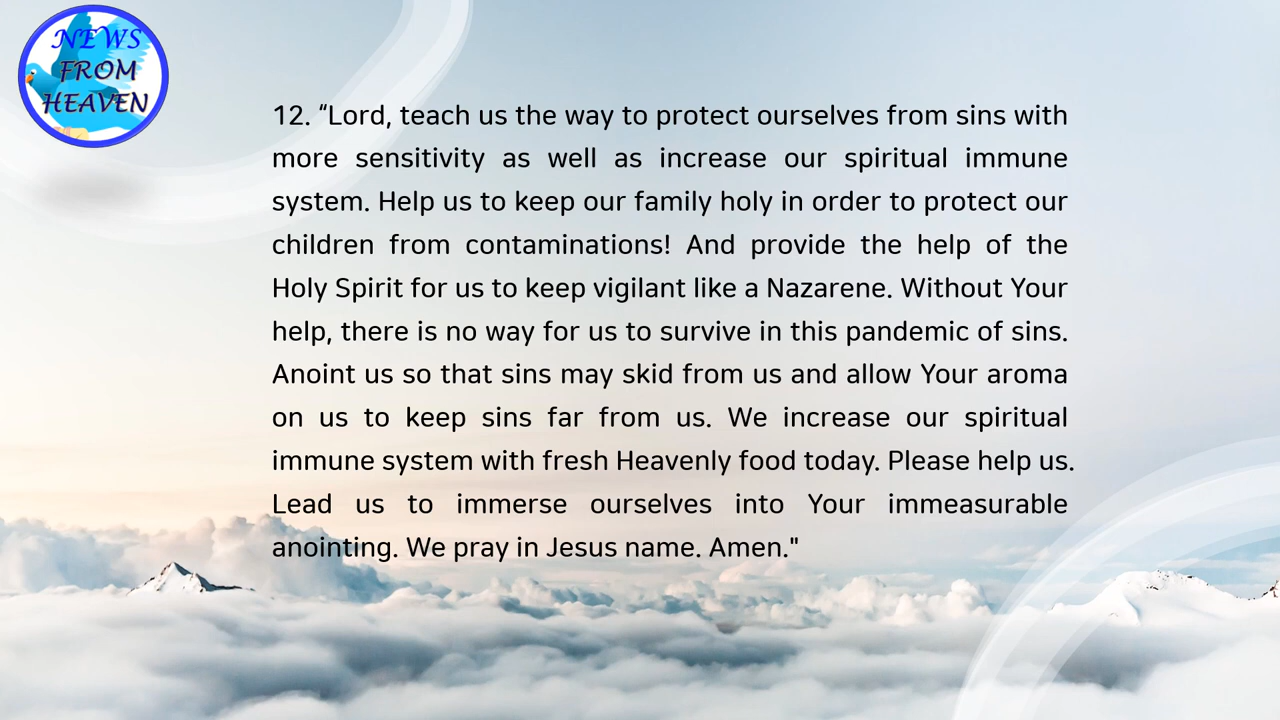 NEWS
FROM
HEAVEN
12. “Lord, teach us the way to protect ourselves from sins with
more sensitivity as well as increase our spiritual immune
system. Help us to keep our family holy in order to protect our
children from contaminations! And provide the help of the
Holy Spirit for us to keep vigilant like a Nazarene. Without Your
help, there is no way for us to survive in this pandemic of sins.
Anoint us so that sins may skid from us and allow Your aroma
on us to keep sins far from us. We increase our spiritual
immune system with fresh Heavenly food today. Please help us.
Lead us to immerse ourselves into Your immeasurable
anointing. We pray in Jesus name. Amen."